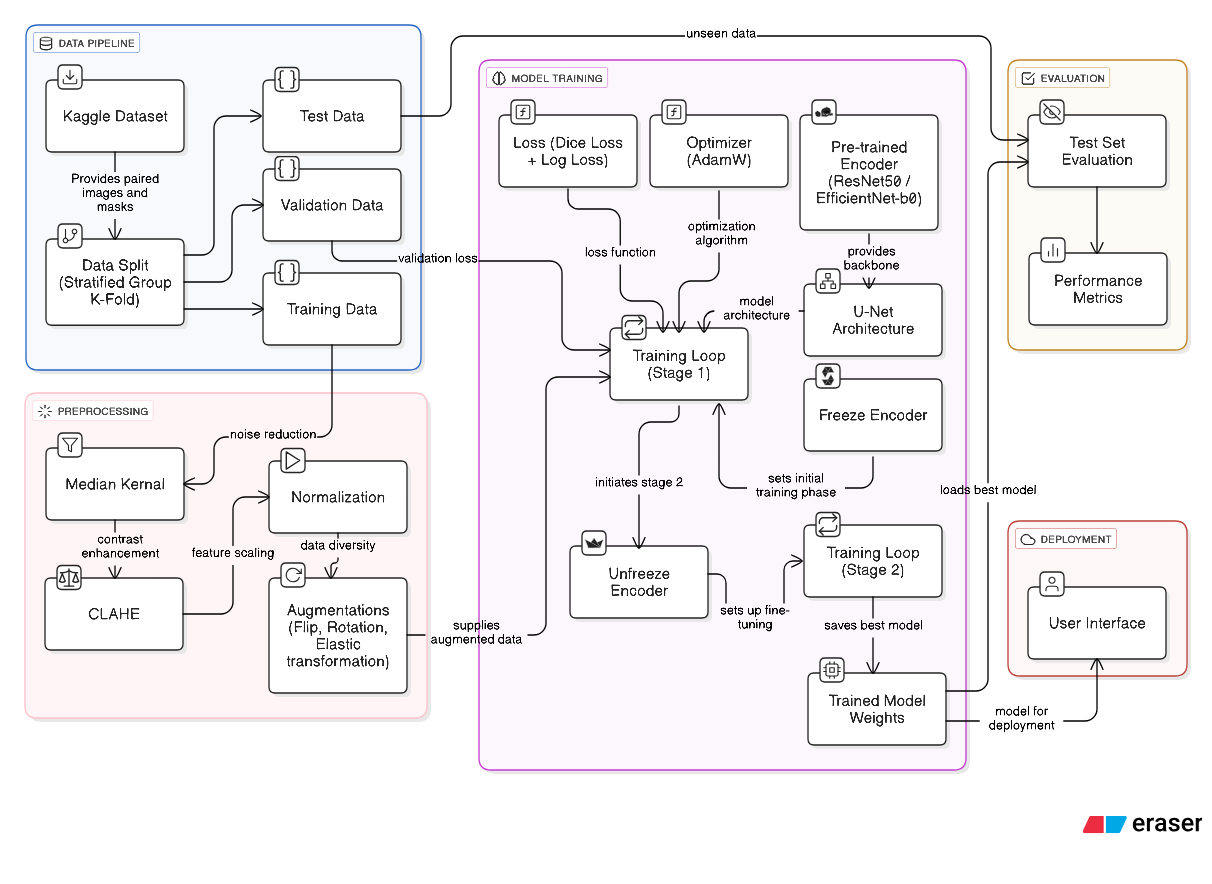 unseen data
DATA PIPELINE
Kaggle Dataset
Provides paired
images and
masks
Data Split
(Stratified Group
K-Fold)
Test Data
Validation Data
Training Data
validation loss
PREPROCESSING
noise reduction
Median Kernal
contrast
enhancement
CLAHE
feature scaling
Normalization
data diversity
Augmentations
(Flip, Rotation,
Elastic
transformation)
supplies
augmented data
MODEL TRAINING
Loss (Dice Loss
+ Log Loss)
loss function
Optimizer
(AdamW)
optimization
algorithm
Pre-trained
Encoder
(ResNet50 /
EfficientNet-b0)
provides
backbone
U-Net
Architecture
model
architecture
Training Loop
(Stage 1)
Freeze Encoder
sets initial
training phase
initiates stage 2
Unfreeze
Encoder
sets up fine-
tuning
Training Loop
(Stage 2)
saves best model
Trained Model
Weights
loads best model
model for
deployment
EVALUATION
Test Set
Evaluation
Performance
Metrics
DEPLOYMENT
User Interface
eraser